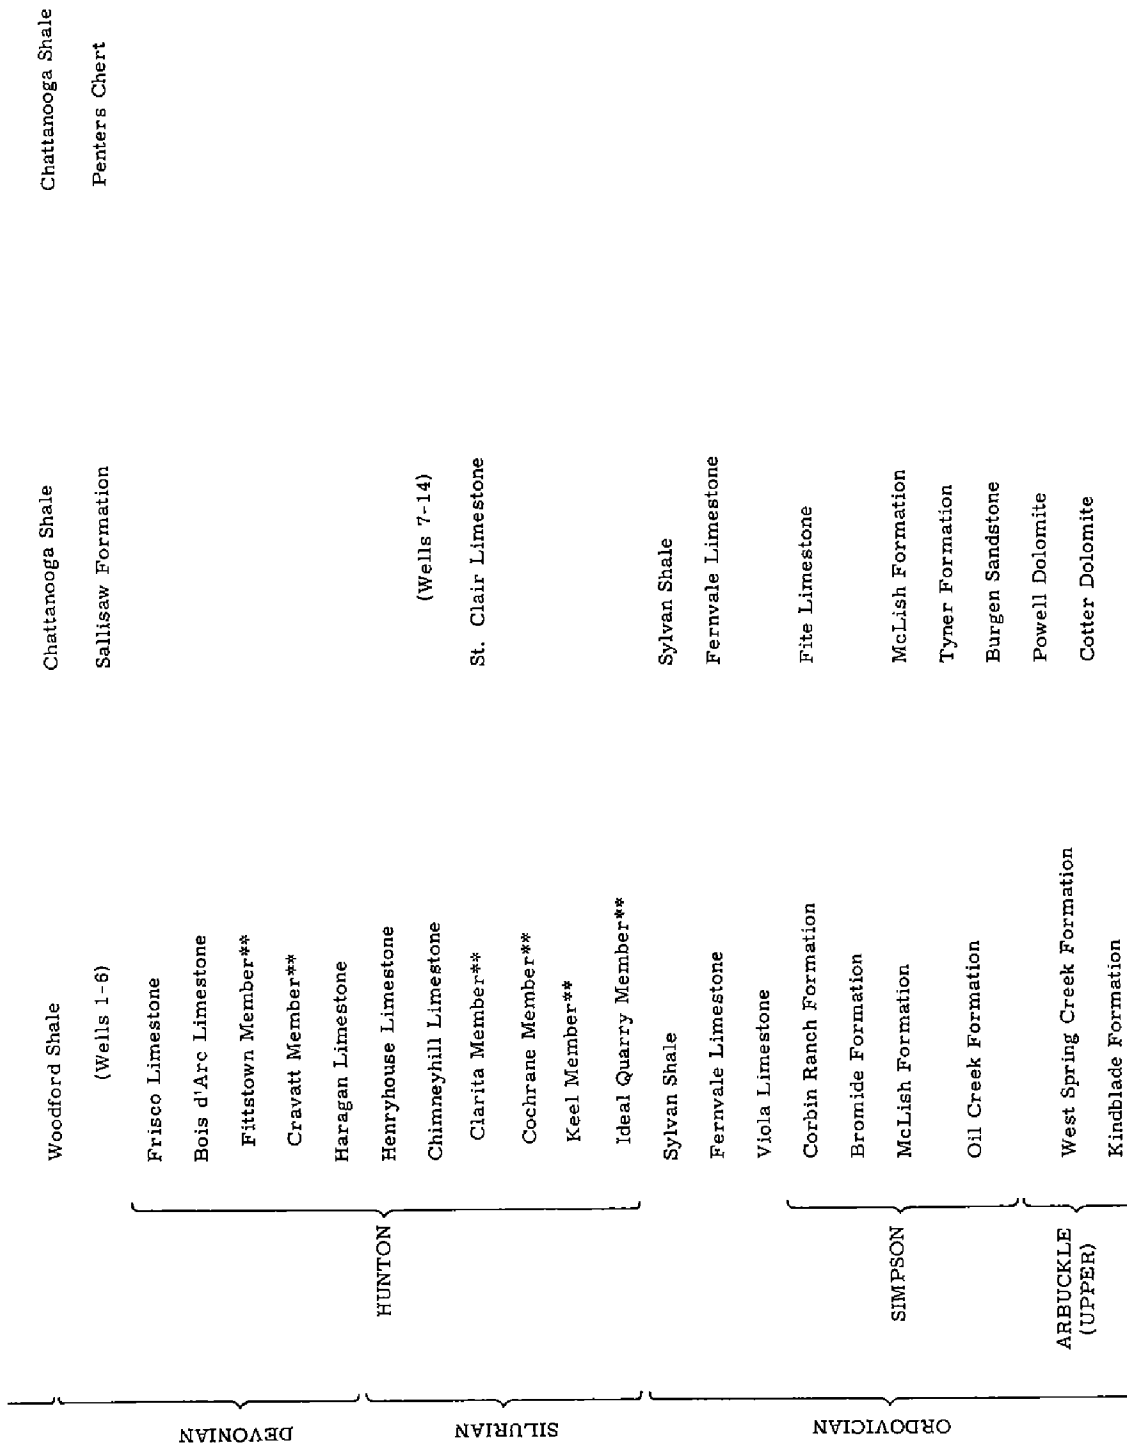 Woodford Shale Chattanooga Shale Chattanooga Shale
(Wells 1-6) Sallisaw Formation Penters Chert
DEVONIAN
HUNTON
Frisco Limestone
Bois d'Arc Limestone
Fittstown Member**
Cravatt Member**
Haragan Limestone
SILURIAN
Henryhouse Limestone
Chimneyhill Limestone (Wells 7-14)
Clarita Member** St. Clair Limestone
Cochrane Member**
Keel Member**
Ideal Quarry Member**
ORDOVICIAN
Sylvan Shale Sylvan Shale
Fernvale Limestone Fernvale Limestone
Viola Limestone
SIMPSON
Corbin Ranch Formation Fite Limestone
Bromide Formation
McLish Formation McLish Formation
Tyner Formation
Oil Creek Formation Burgen Sandstone
ARBUCKLE
(UPPER)
Powell Dolomite
West Spring Creek Formation Cotter Dolomite
Kindblade Formation